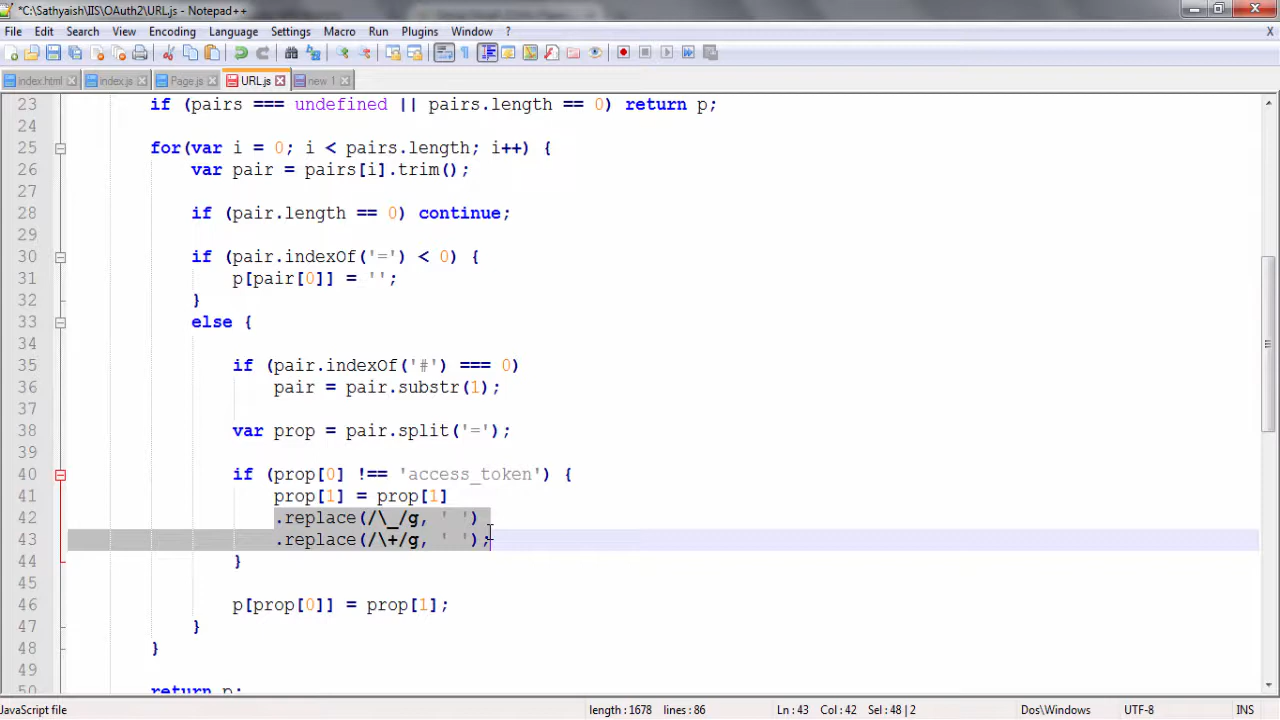 *C:\Sathyaish\IIS\OAuth2\URL.js - Notepad++
File Edit Search View Encoding Language Settings Macro Run Plugins Window ? X
index.html index.js Page.js URL.js new 1
23 if (pairs === undefined || pairs.length == 0) return p;
24
25 for(var i = 0; i < pairs.length; i++) {
26 var pair = pairs[i].trim();
27
28 if (pair.length == 0) continue;
29
30 if (pair.indexOf('=') < 0) {
31 p[pair[0]] = '';
32 }
33 else {
34
35 if (pair.indexOf('#') === 0)
36 pair = pair.substr(1);
37
38 var prop = pair.split('=');
39
40 if (prop[0] !== 'access_token') {
41 prop[1] = prop[1]
42 .replace(/\_/g, ' ')
43 .replace(/\+/g, ' ');
44 }
45
46 p[prop[0]] = prop[1];
47 }
48 }
49
50 return p;
JavaScript file length : 1678 lines : 86 Ln : 43 Col : 42 Sel : 48 | 2 Dos\Windows UTF-8 INS